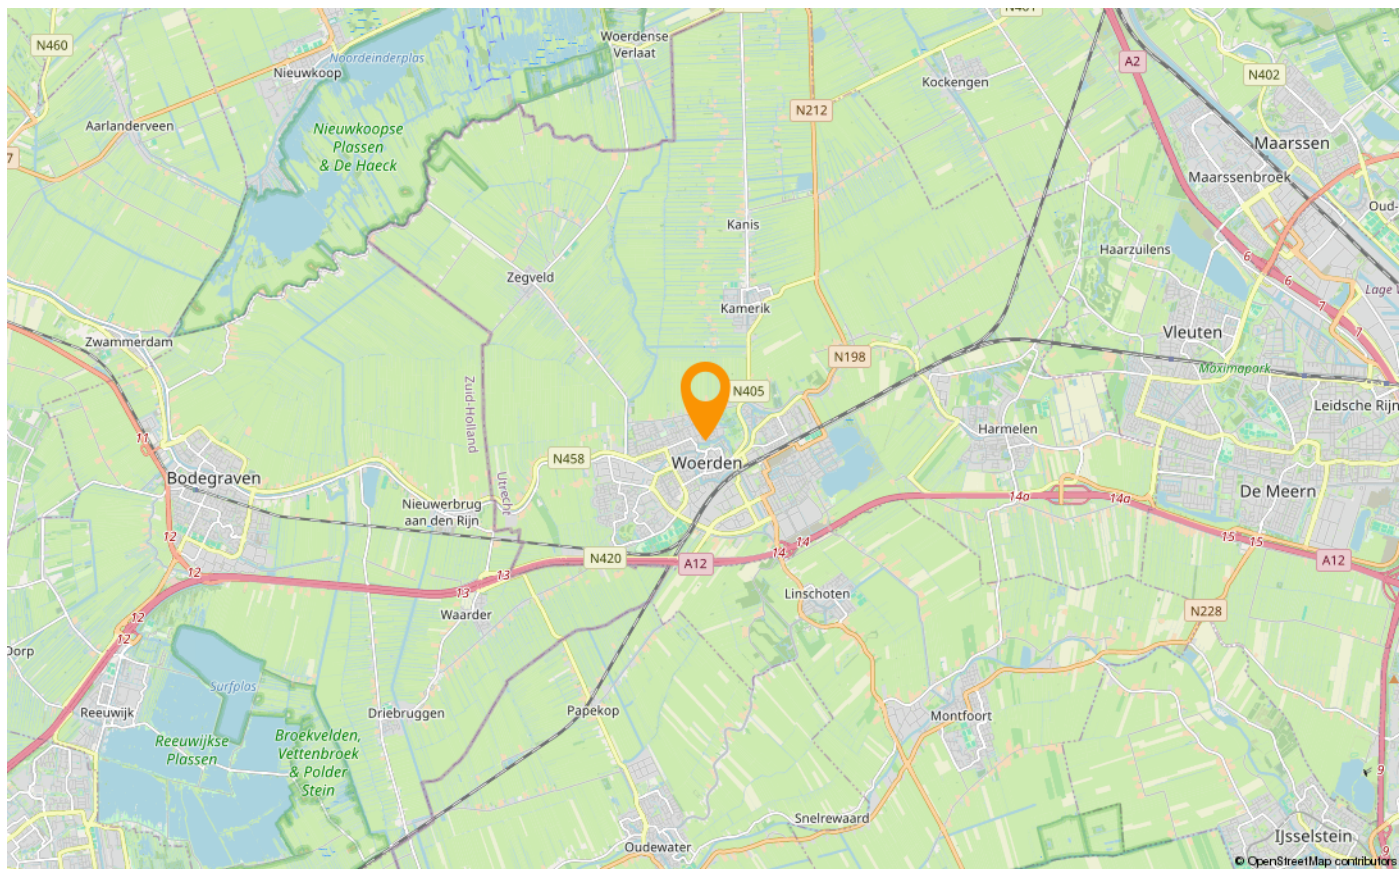 N461
N460
Woerdense
Verlaat
Noordeinderplas
Nieuwkoop
A2
N402
Kockengen
N212
Aarlanderveen
Nieuwkoopse
Plassen
& De Haeck
Maarssen
7
Maarssenbroek
Oud-
Kanis
Haarzuilens
6
6
Zegveld
Lage
7
7
Kamerik
Zwammerdam
Vleuten
N198
Maximapark
Zuid-Holland
N405
Leidsche Rijn
11
Harmelen
N458
Woerden
Bodegraven
Utrecht
De Meern
14a
14a
Nieuwerbrug
aan den Rijn
12
15
15
14
14
N420
A12
A12
12
13
13
Linschoten
12
Waarder
N228
12
Dorp
Surfplas
Reeuwijk
Driebruggen
Papekop
Montfoort
Reeuwijkse
Plassen
Broekvelden,
Vettenbroek
& Polder
Stein
9
Snelrewaard
IJsselstein
Oudewater
9
© OpenStreetMap contributors